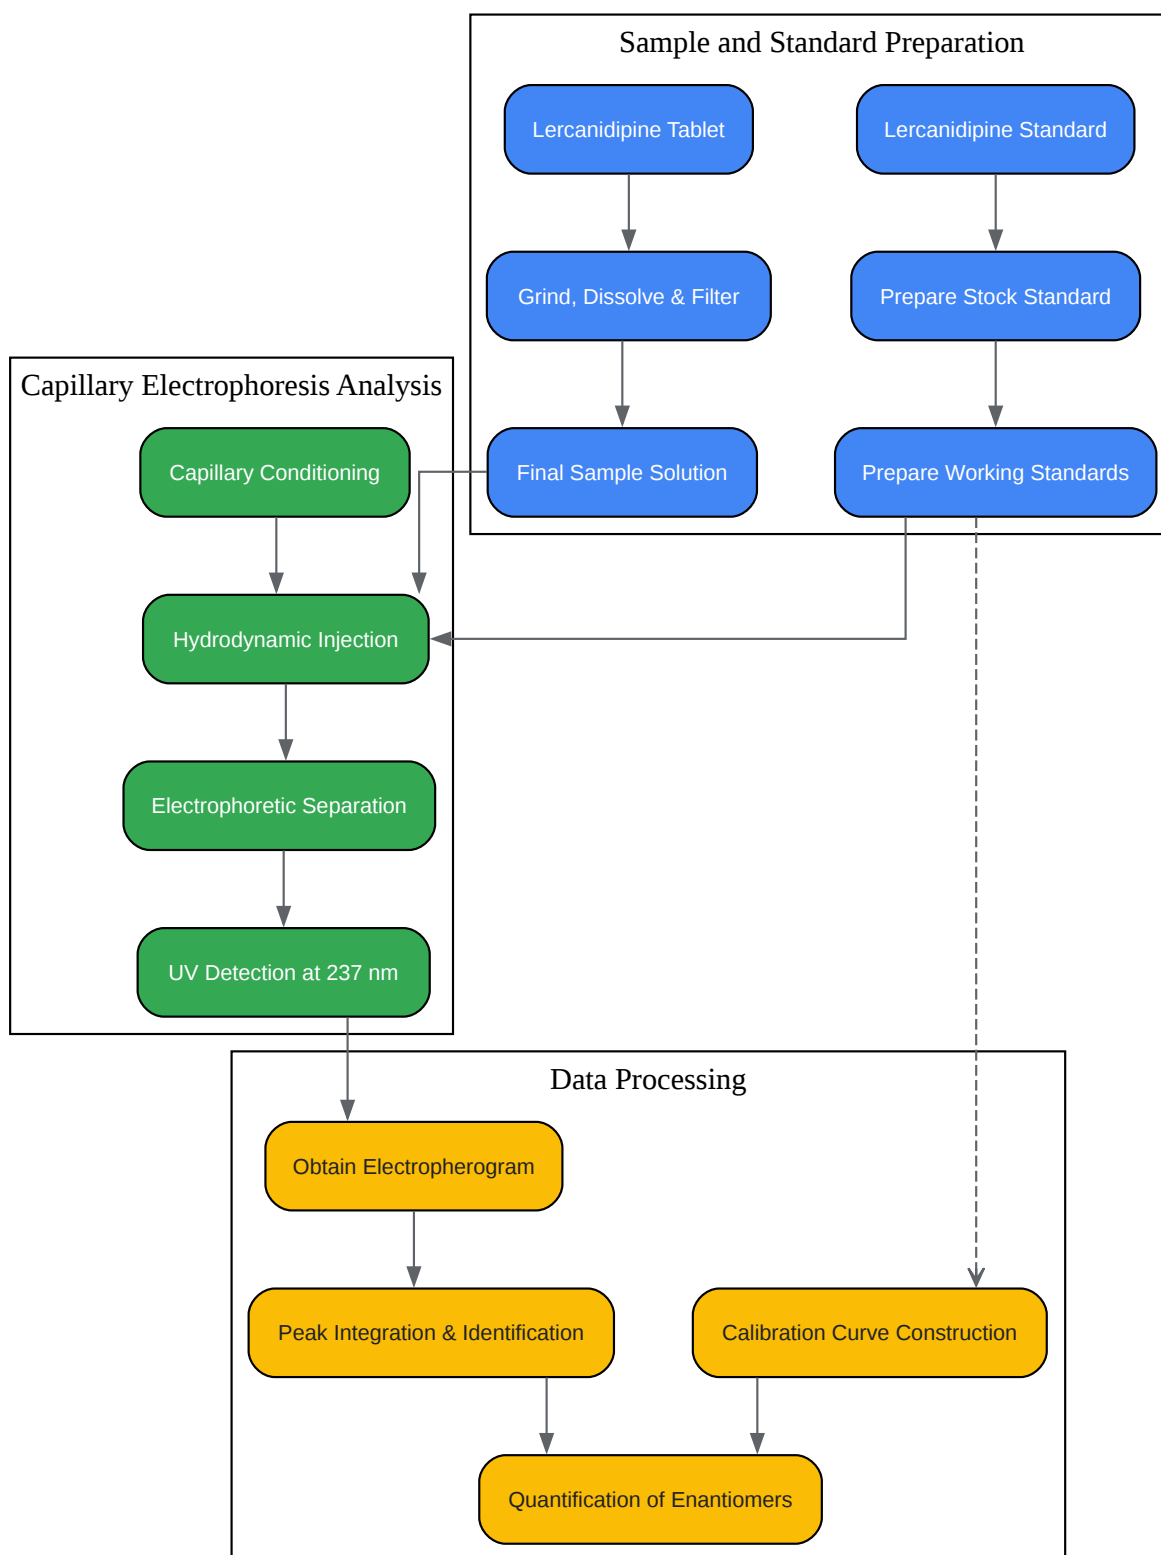 Sample and Standard Preparation
Lercanidipine Tablet
Lercanidipine Standard
Grind, Dissolve & Filter
Prepare Stock Standard
Final Sample Solution
Prepare Working Standards
Capillary Electrophoresis Analysis
Capillary Conditioning
Hydrodynamic Injection
Electrophoretic Separation
UV Detection at 237 nm
Data Processing
Obtain Electropherogram
Peak Integration & Identification
Calibration Curve Construction
Quantification of Enantiomers